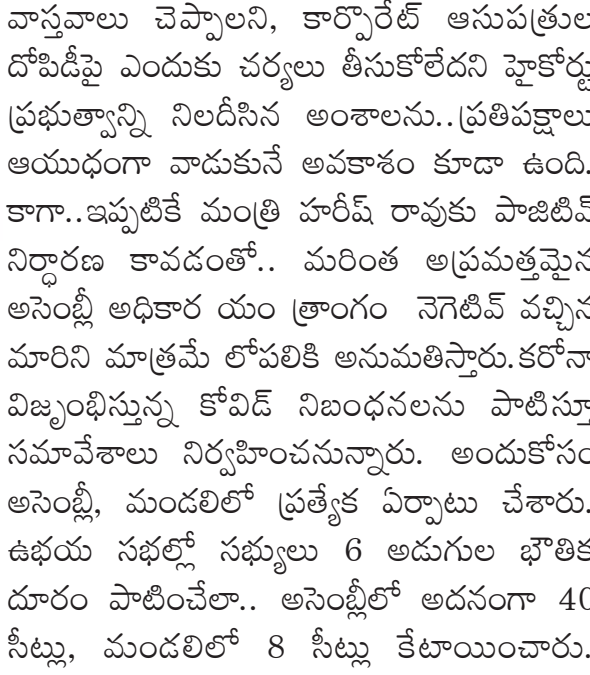 వాస్తవాలు చెప్పాలని, కార్పొరేట్ ఆసుపత్రుల
దోపిడీపై ఎందుకు చర్యలు తీసుకోలేదని హైకోర్టు
ప్రభుత్వాన్ని నిలదీసిన అంశాలను..ప్రతిపక్షాలు
ఆయుధంగా వాడుకునే అవకాశం కూడా ఉంది.
కాగా..ఇప్పటికే మంత్రి హరీష్ రావుకు పాజిటివ్
నిర్ధారణ కావడంతో.. మరింత అప్రమత్తమైన
అసెంబ్లీ అధికార యం త్రాంగం నెగెటివ్ వచ్చిన
మారిని మాత్రమే లోపలికి అనుమతిస్తారు.కరోనా
విజృంభిస్తున్న కోవిడ్ నిబంధనలను పాటిస్తూ
సమావేశాలు నిర్వహించనున్నారు. అందుకోసం
అసెంబ్లీ, మండలిలో ప్రత్యేక ఏర్పాటు చేశారు.
ఉభయ సభల్లో సభ్యులు 6 అడుగుల భౌతిక
దూరం పాటించేలా.. అసెంబ్లీలో అదనంగా 40
సీట్లు, మండలిలో 8 సీట్లు కేటాయించారు.